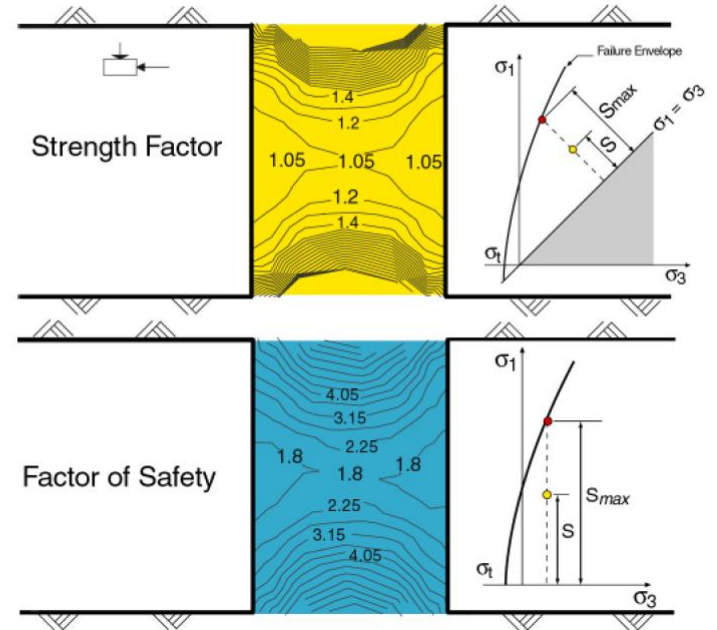 σ1
Failure Envelope
Smax
S
σ1 = σ3
σt
σ3
Strength Factor
1.4
1.2
1.05 1.05 1.05
1.2
1.4
σ1
Smax
S
σt
σ3
Factor of Safety
4.05
3.15
2.25
1.8 1.8 1.8
2.25
3.15
4.05